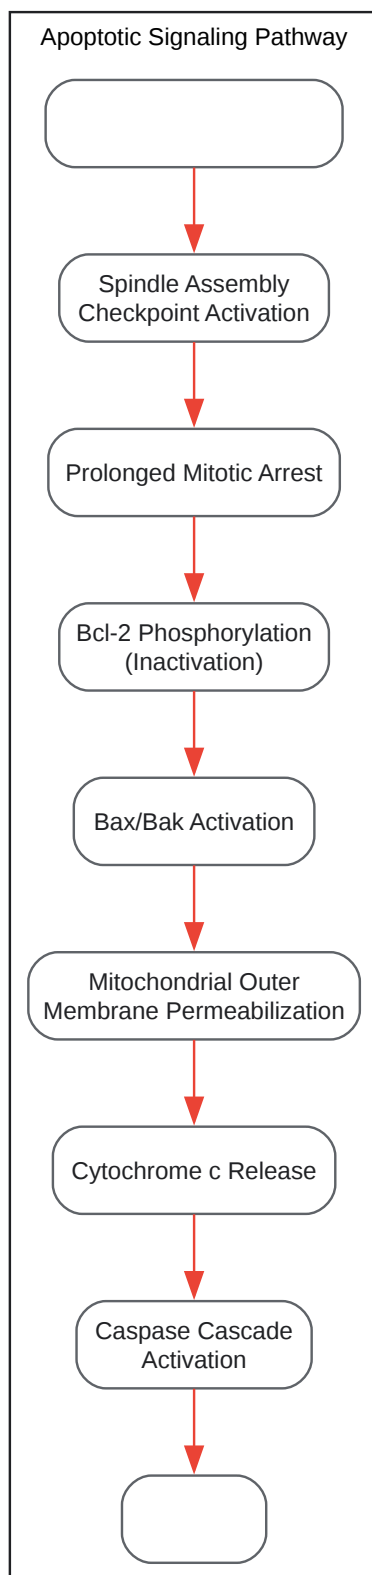 Apoptotic Signaling Pathway
Spindle Assembly
Checkpoint Activation
Prolonged Mitotic Arrest
Bcl-2 Phosphorylation
(Inactivation)
Bax/Bak Activation
Mitochondrial Outer
Membrane Permeabilization
Cytochrome c Release
Caspase Cascade
Activation